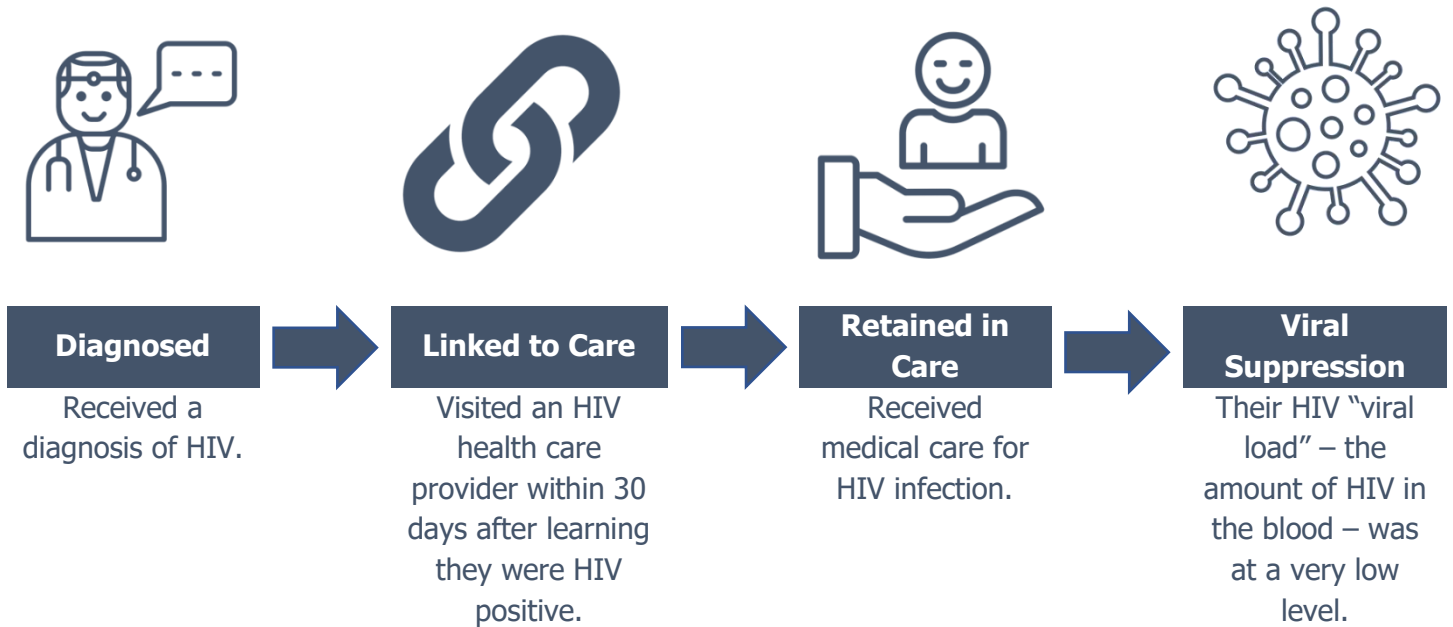 Diagnosed
Received a
diagnosis of HIV.
Linked to Care
Visited an HIV
health care
provider within 30
days after learning
they were HIV
positive.
Retained in
Care
Received
medical care for
HIV infection.
Viral
Suppression
Their HIV “viral
load” – the
amount of HIV in
the blood – was
at a very low
level.